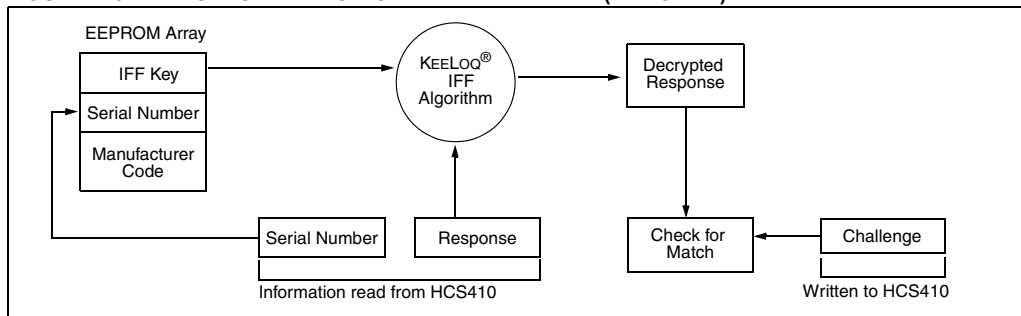 EEPROM Array
IFF Key
Serial Number
Manufacturer
Code
KEELOQ®
IFF
Algorithm
Decrypted
Response
Serial Number
Response
Check for
Match
Challenge
Information read from HCS410
Written to HCS410